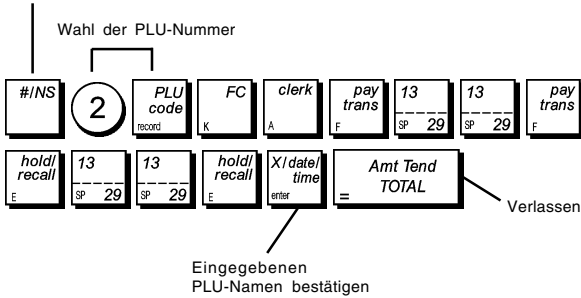 Wahl der PLU-Nummer
#/NS
2
PLU
code
record
FC
K
clerk
A
pay
trans
F
13
SP 29
13
SP 29
pay
trans
F
hold/
recall
E
13
SP 29
13
SP 29
hold/
recall
E
X/date/
time
enter
Amt Tend
TOTAL
=
Verlassen
Eingegebenen
PLU-Namen bestätigen